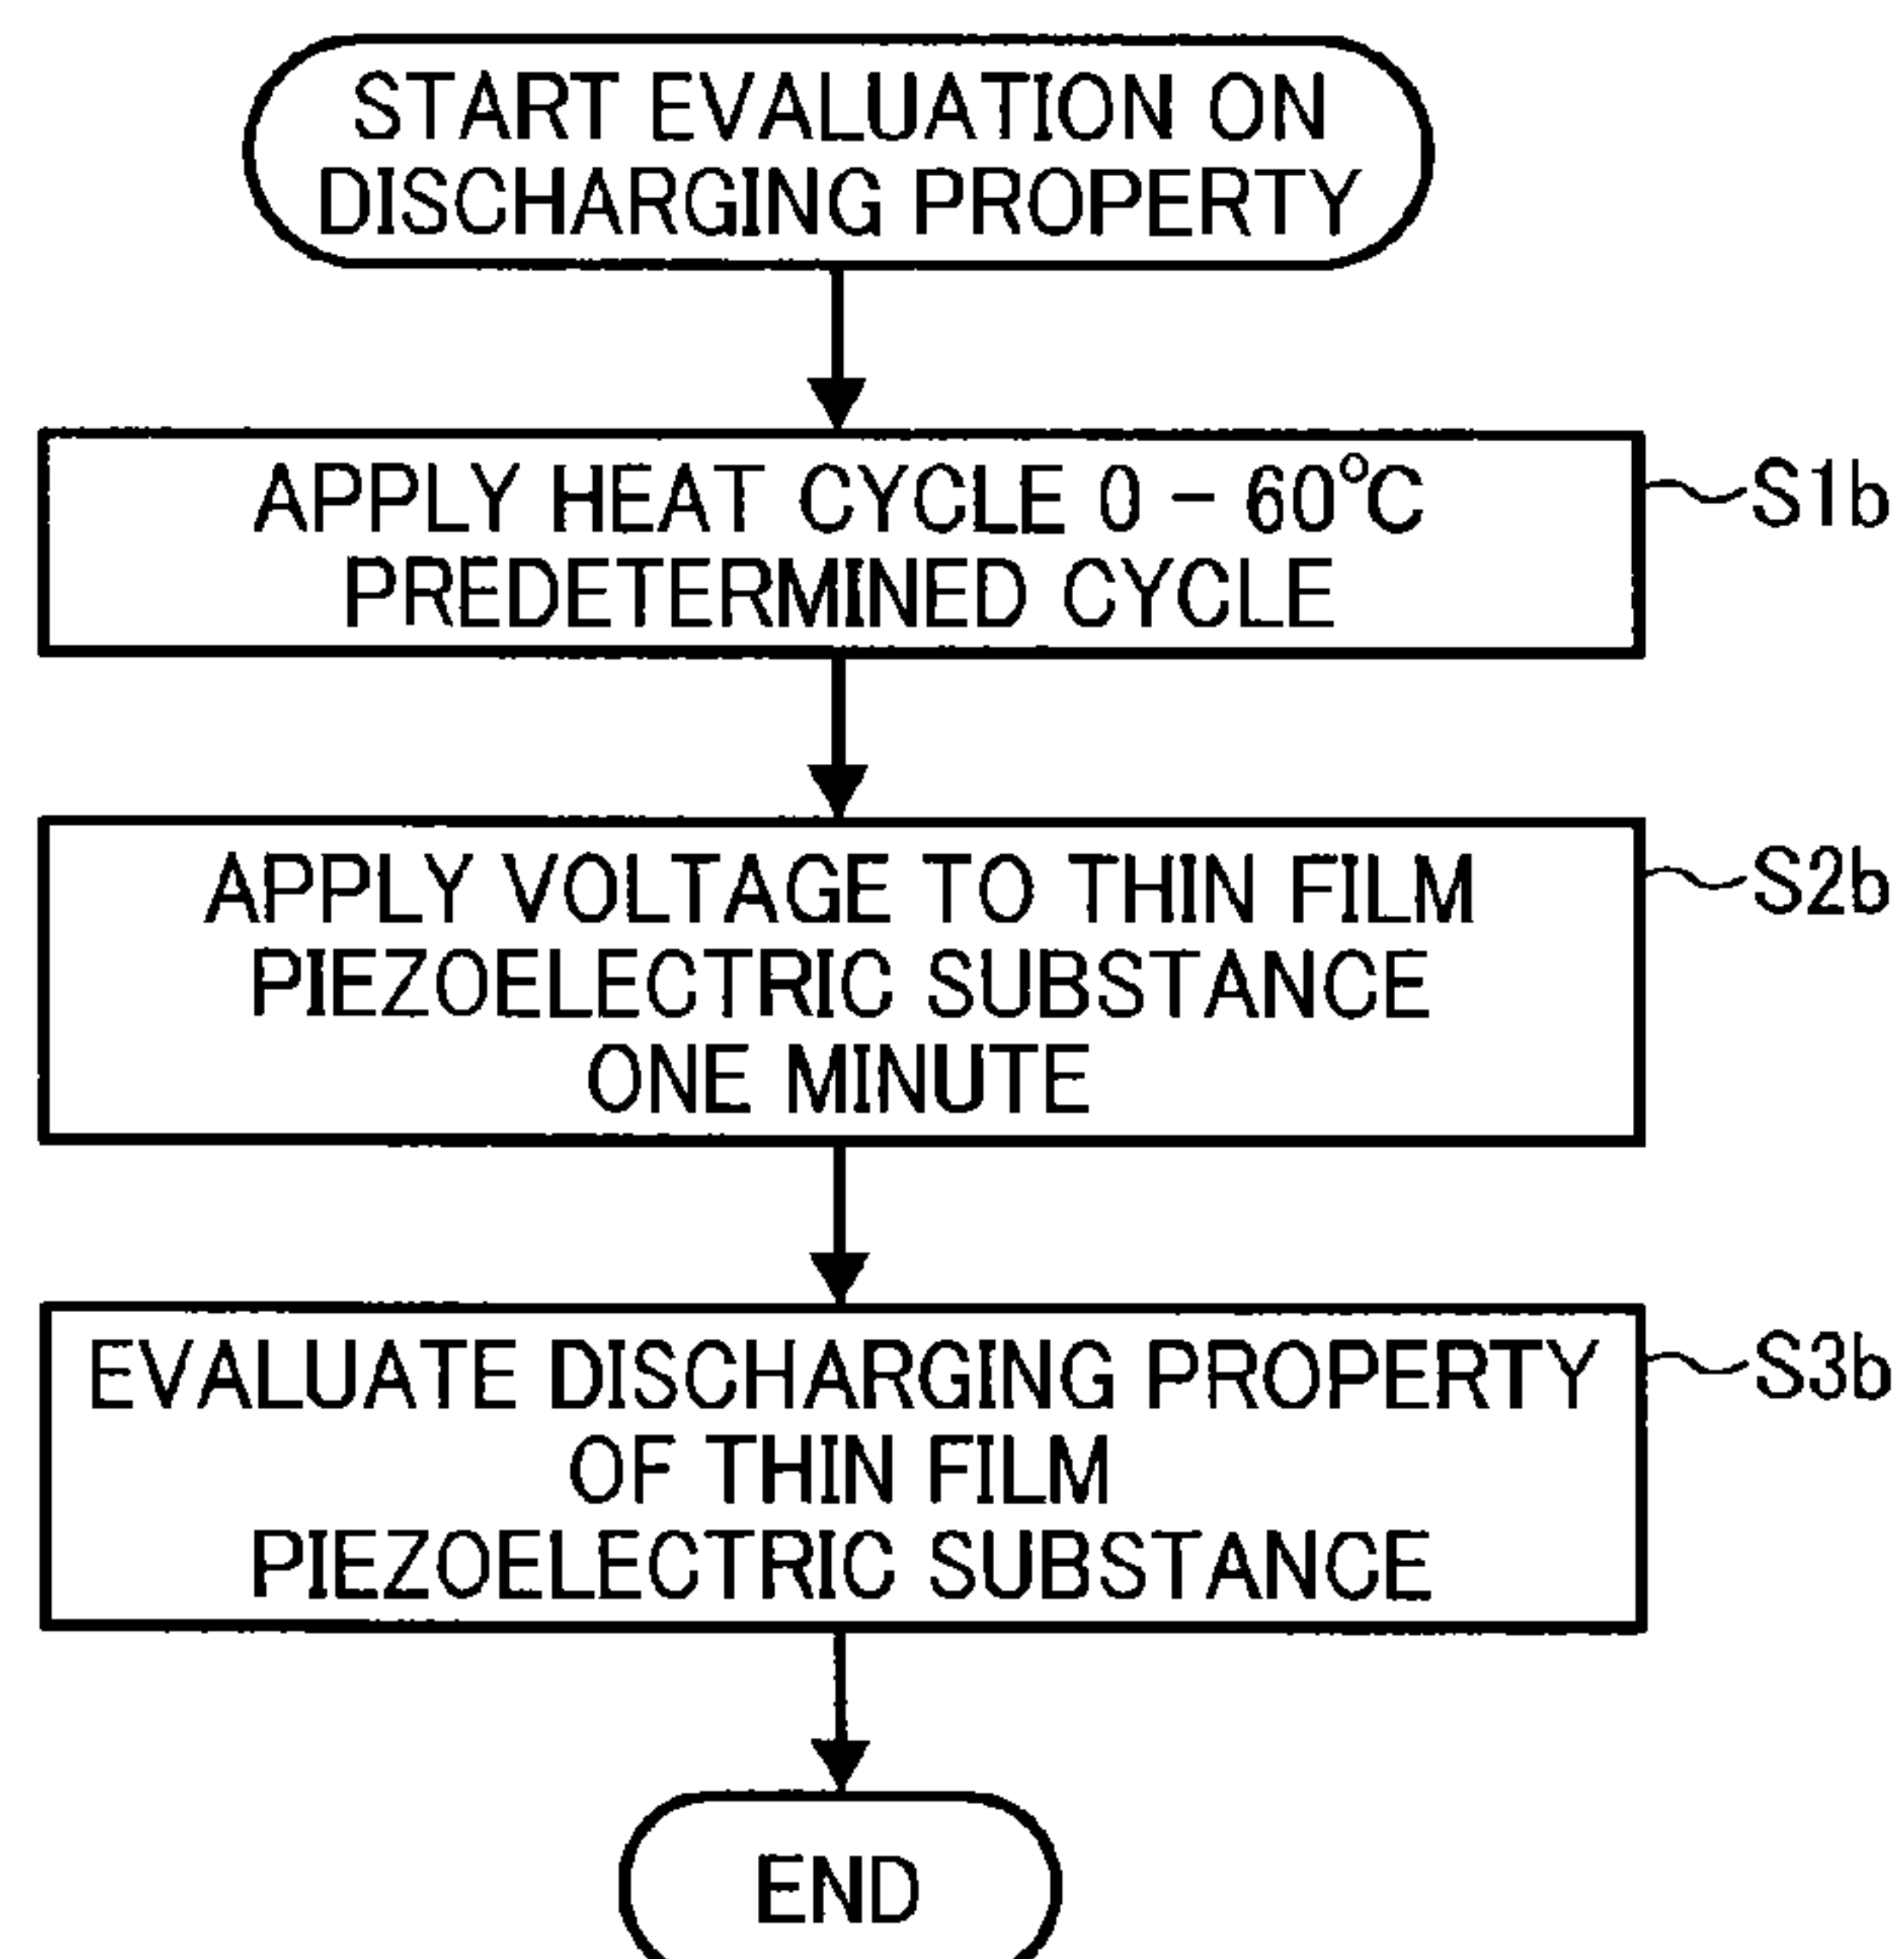 START EVALUATION ON
DISCHARGING PROPERTY
APPLY HEAT CYCLE 0 - 60°C
PREDETERMINED CYCLE
S1b
APPLY VOLTAGE TO THIN FILM
PIEZOELECTRIC SUBSTANCE
ONE MINUTE
S2b
EVALUATE DISCHARGING PROPERTY
OF THIN FILM
PIEZOELECTRIC SUBSTANCE
S3b
END